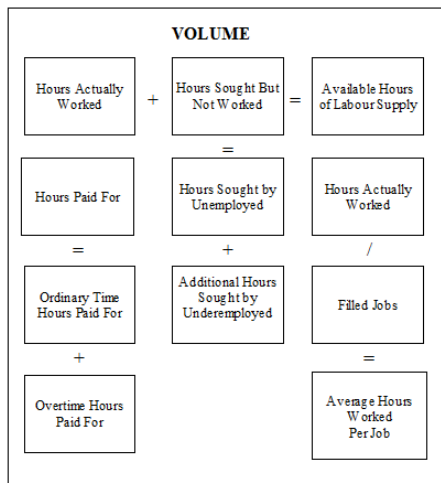 VOLUME
Hours Actually
Worked
+
Hours Sought But
Not Worked
=
Available Hours
of Labour Supply
=
Hours Paid For
Hours Sought by
Unemployed
Hours Actually
Worked
=
+
/
Ordinary Time
Hours Paid For
Additional Hours
Sought by
Underemployed
Filled Jobs
+
=
Overtime Hours
Paid For
Average Hours
Worked
Per Job